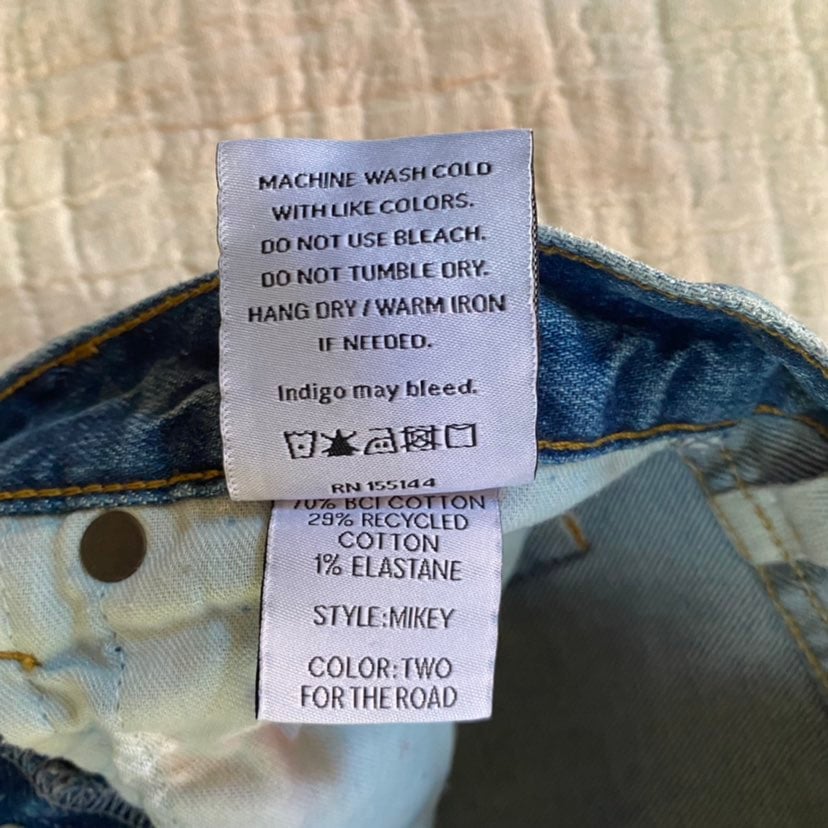 MACHINE WASH COLD
WITH LIKE COLORS.
DO NOT USE BLEACH.
DO NOT TUMBLE DRY.
HANG DRY / WARM IRON
IF NEEDED.
Indigo may bleed.
RN 155144
70% BCI COTTON
29% RECYCLED
COTTON
1% ELASTANE
STYLE:MIKEY
COLOR:TWO
FOR THE ROAD